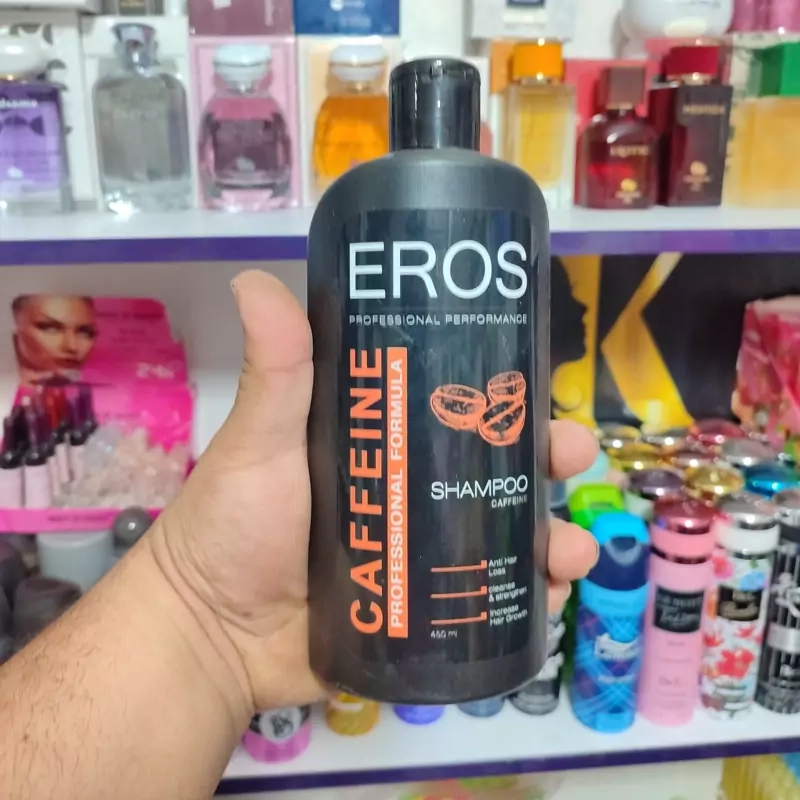 EROS
PROFESSIONAL PERFORMANCE
CAFFEINE
PROFESSIONAL FORMULA
SHAMPOO
CAFFEINE
Anti Hair
Loss
cleanse
& strengthen
Increase
Hair Growth
450 ml
K